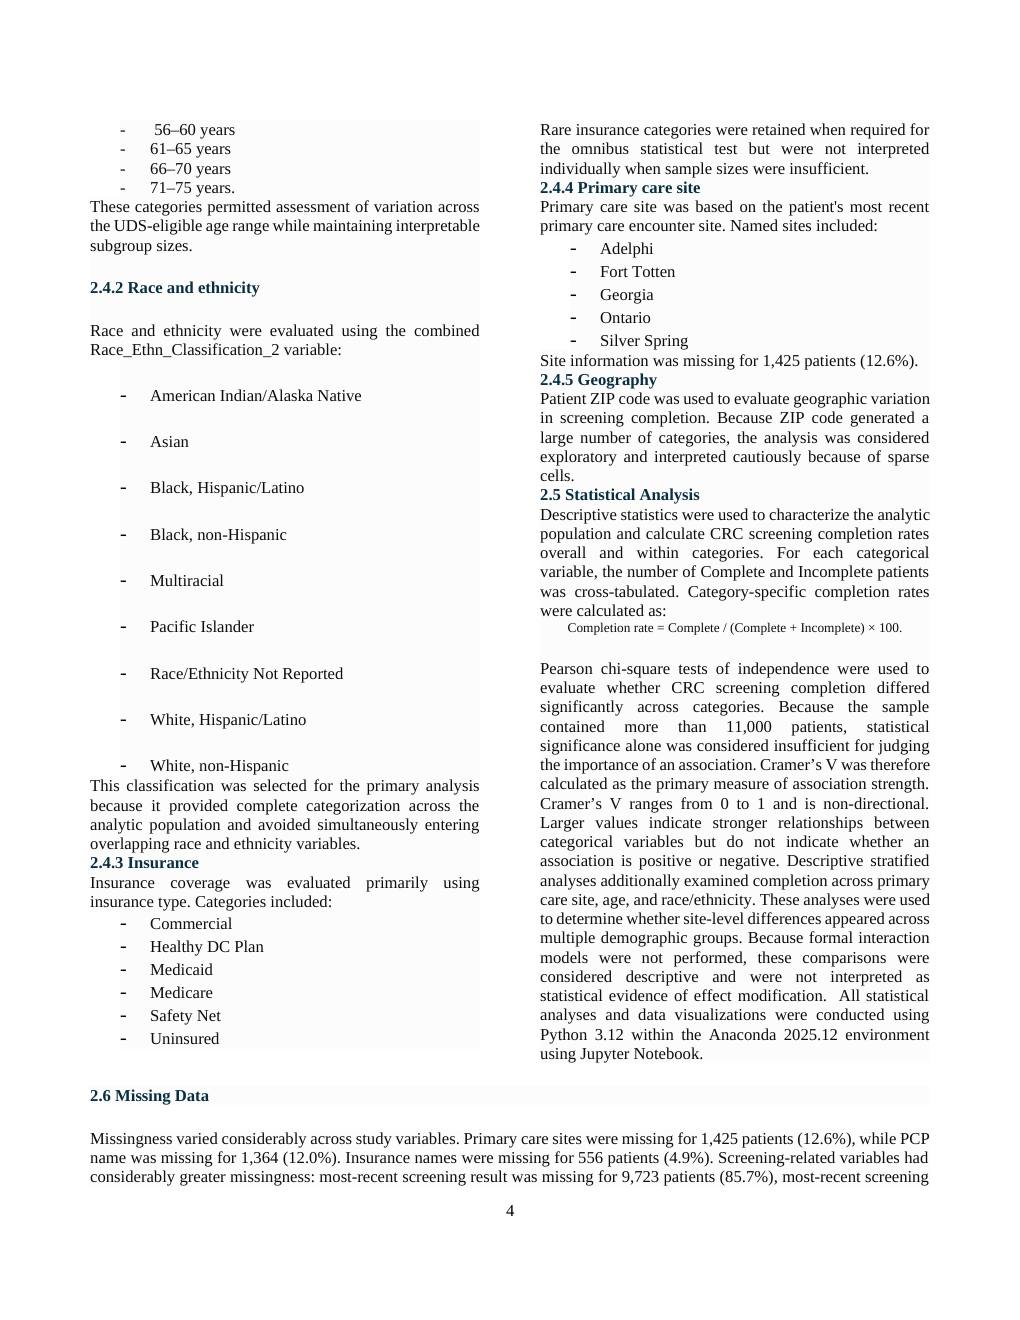 - 56–60 years
- 61–65 years
- 66–70 years
- 71–75 years.
These categories permitted assessment of variation across
the UDS-eligible age range while maintaining interpretable
subgroup sizes.
2.4.2 Race and ethnicity
Race and ethnicity were evaluated using the combined
Race_Ethn_Classification_2 variable:
- American Indian/Alaska Native
- Asian
- Black, Hispanic/Latino
- Black, non-Hispanic
- Multiracial
- Pacific Islander
- Race/Ethnicity Not Reported
- White, Hispanic/Latino
- White, non-Hispanic
This classification was selected for the primary analysis
because it provided complete categorization across the
analytic population and avoided simultaneously entering
overlapping race and ethnicity variables.
2.4.3 Insurance
Insurance coverage was evaluated primarily using
insurance type. Categories included:
- Commercial
- Healthy DC Plan
- Medicaid
- Medicare
- Safety Net
- Uninsured
Rare insurance categories were retained when required for
the omnibus statistical test but were not interpreted
individually when sample sizes were insufficient.
2.4.4 Primary care site
Primary care site was based on the patient's most recent
primary care encounter site. Named sites included:
- Adelphi
- Fort Totten
- Georgia
- Ontario
- Silver Spring
Site information was missing for 1,425 patients (12.6%).
2.4.5 Geography
Patient ZIP code was used to evaluate geographic variation
in screening completion. Because ZIP code generated a
large number of categories, the analysis was considered
exploratory and interpreted cautiously because of sparse
cells.
2.5 Statistical Analysis
Descriptive statistics were used to characterize the analytic
population and calculate CRC screening completion rates
overall and within categories. For each categorical
variable, the number of Complete and Incomplete patients
was cross-tabulated. Category-specific completion rates
were calculated as:
Completion rate = Complete / (Complete + Incomplete) × 100.
Pearson chi-square tests of independence were used to
evaluate whether CRC screening completion differed
significantly across categories. Because the sample
contained more than 11,000 patients, statistical
significance alone was considered insufficient for judging
the importance of an association. Cramer’s V was therefore
calculated as the primary measure of association strength.
Cramer’s V ranges from 0 to 1 and is non-directional.
Larger values indicate stronger relationships between
categorical variables but do not indicate whether an
association is positive or negative. Descriptive stratified
analyses additionally examined completion across primary
care site, age, and race/ethnicity. These analyses were used
to determine whether site-level differences appeared across
multiple demographic groups. Because formal interaction
models were not performed, these comparisons were
considered descriptive and were not interpreted as
statistical evidence of effect modification. All statistical
analyses and data visualizations were conducted using
Python 3.12 within the Anaconda 2025.12 environment
using Jupyter Notebook.
2.6 Missing Data
Missingness varied considerably across study variables. Primary care sites were missing for 1,425 patients (12.6%), while PCP
name was missing for 1,364 (12.0%). Insurance names were missing for 556 patients (4.9%). Screening-related variables had
considerably greater missingness: most-recent screening result was missing for 9,723 patients (85.7%), most-recent screening
4